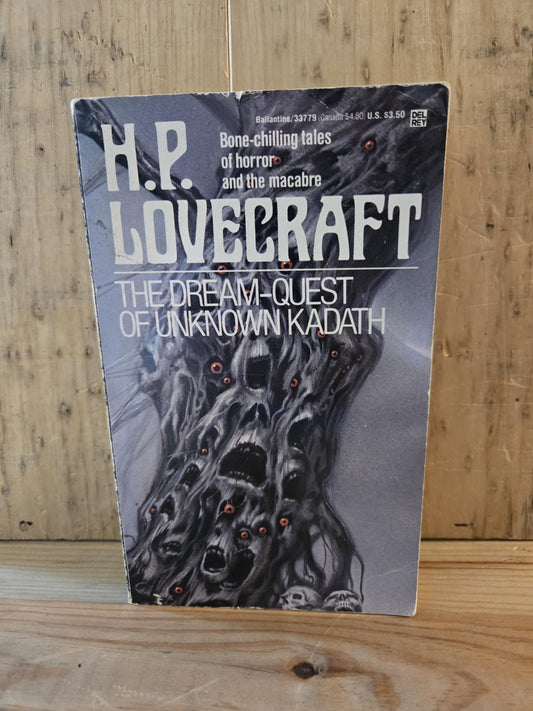 Ballantine/33779 | Canada $4.50 | U.S. $3.50
DEL
REY
H.P.
LOVECRAFT
Bone-chilling tales
of horror
and the macabre
THE DREAM-QUEST
OF UNKNOWN KADATH